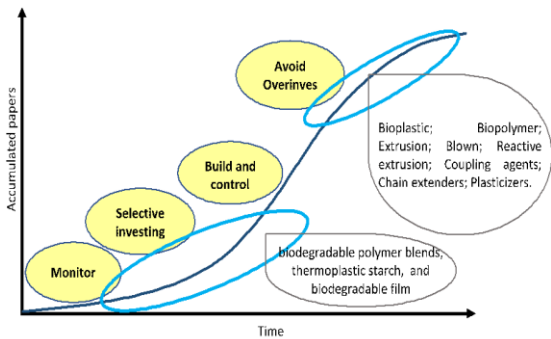 Avoid
Overinves
Build and
control
Selective
investing
Monitor
Bioplastic; Biopolymer;
Extrusion; Blown; Reactive
extrusion; Coupling agents;
Chain extenders; Plasticizers.
biodegradable polymer blends,
thermoplastic starch, and
biodegradable film
Accumulated papers
Time